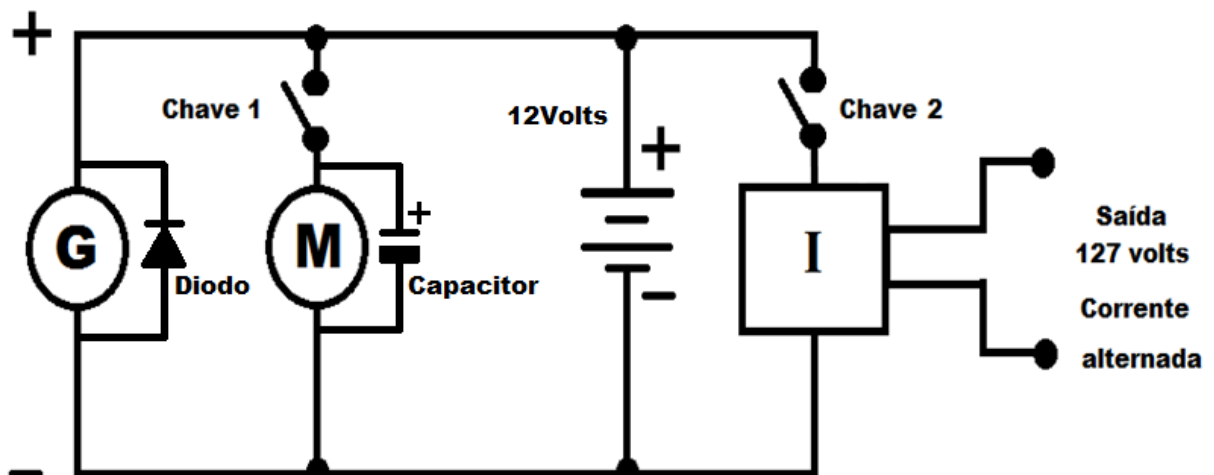 +
Chave 1
12Volts
+
Chave 2
G
Diodo
M
+
Capacitor
-
I
Saída
127 volts
Corrente
alternada
-